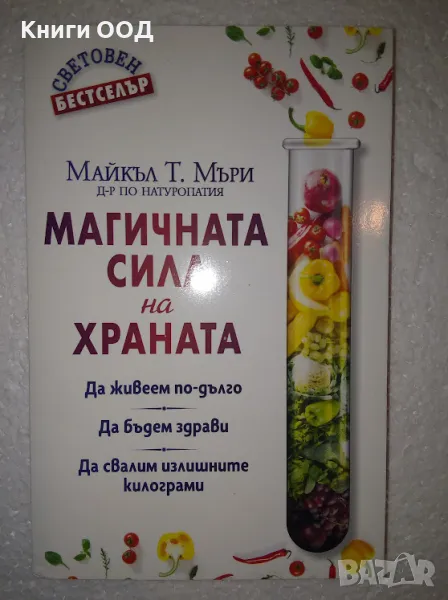 Книги ООД
СВЕТОВЕН
БЕСТСЕЛЪР
МАЙКЪЛ Т. МЪРИ
Д-Р ПО НАТУРОПАТИЯ
МАГИЧНАТА
СИЛА
на
ХРАНАТА
Да живеем по-дълго
Да бъдем здрави
Да свалим излишните
килограми
BAZAR